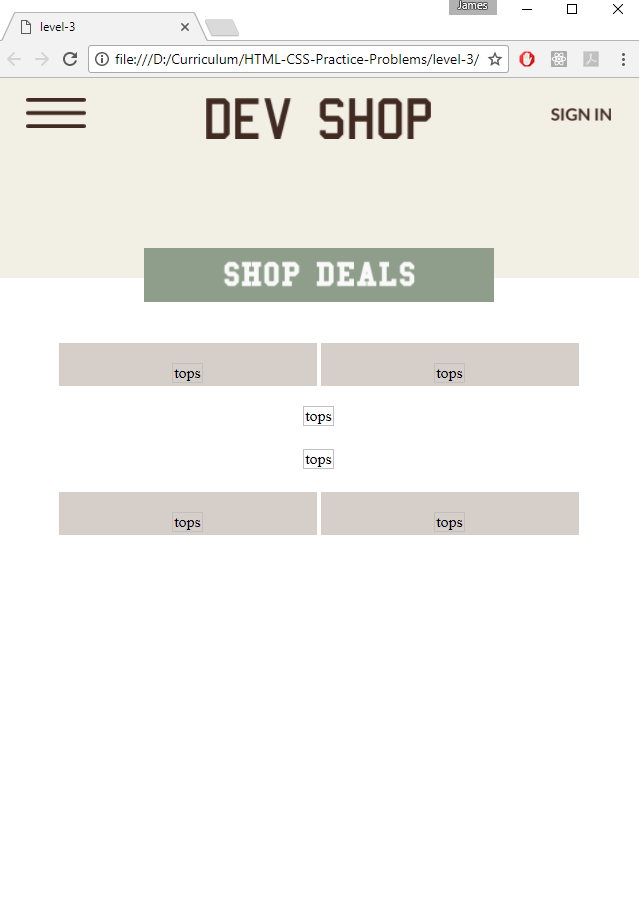 James
level-3
file:///D:/Curriculum/HTML-CSS-Practice-Problems/level-3/
DEV SHOP
SIGN IN
SHOP DEALS
tops tops
tops
tops
tops tops